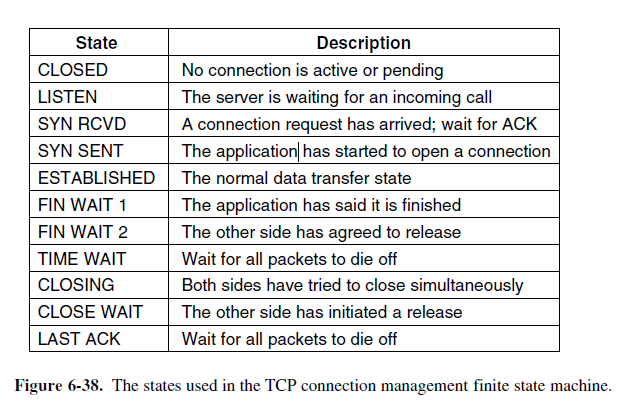 State Description
CLOSED No connection is active or pending
LISTEN The server is waiting for an incoming call
SYN RCVD A connection request has arrived; wait for ACK
SYN SENT The application has started to open a connection
ESTABLISHED The normal data transfer state
FIN WAIT 1 The application has said it is finished
FIN WAIT 2 The other side has agreed to release
TIME WAIT Wait for all packets to die off
CLOSING Both sides have tried to close simultaneously
CLOSE WAIT The other side has initiated a release
LAST ACK Wait for all packets to die off
Figure 6-38. The states used in the TCP connection management finite state machine.